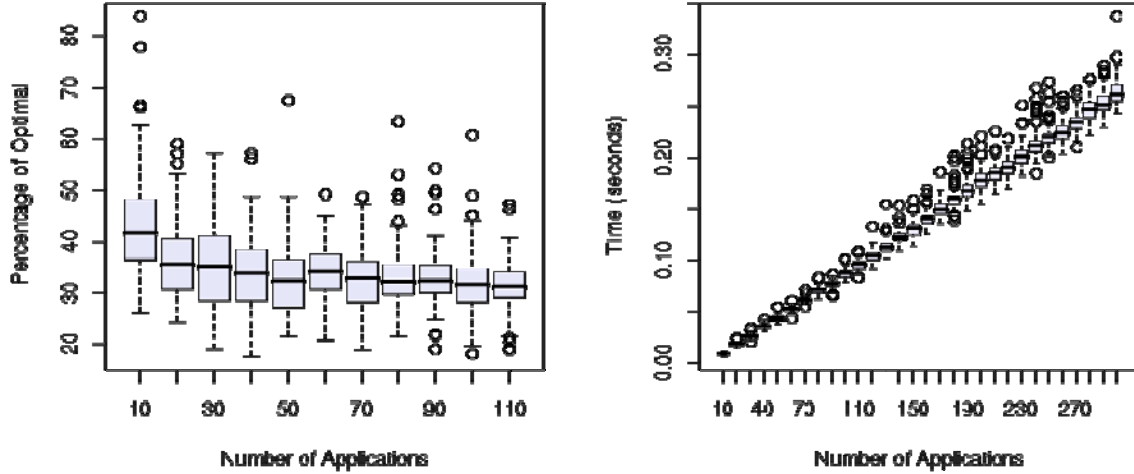 Percentage of Optimal
80
70
60
50
40
30
20
10 30 50 70 90 110
Number of Applications
Time (seconds)
0.30
0.20
0.10
0.00
10 40 70 110 150 190 230 270
Number of Applications